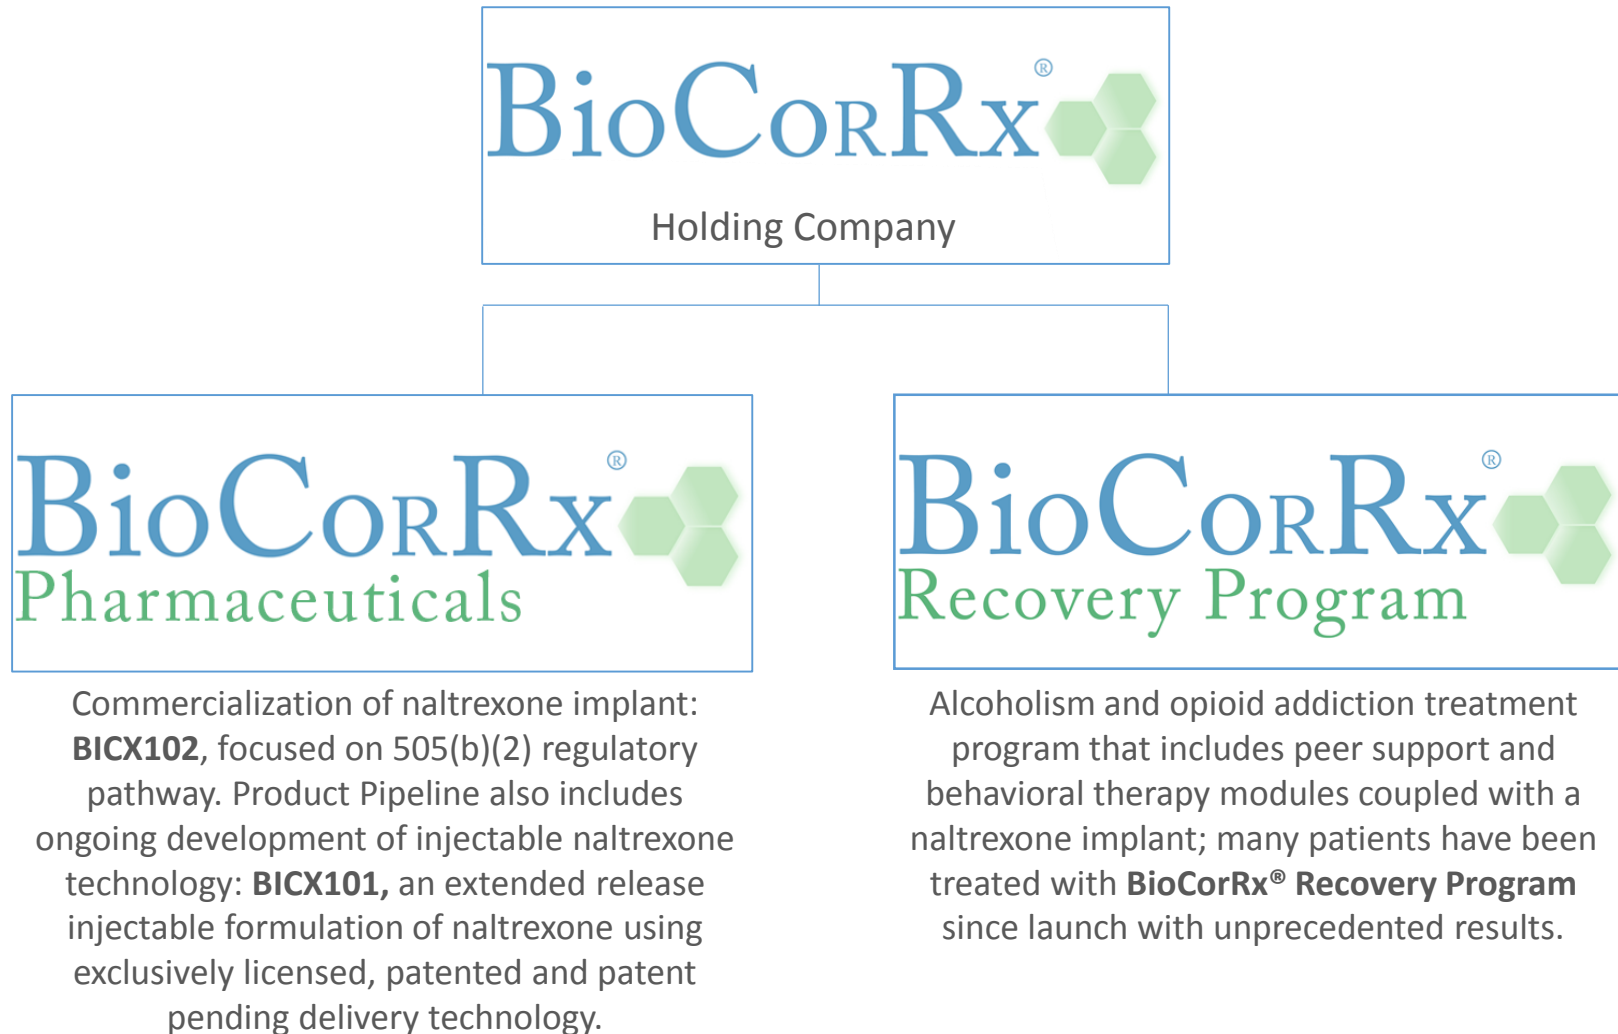 BioCorRx®
Holding Company
BioCorRx®
Pharmaceuticals
Commercialization of naltrexone implant:
BICX102, focused on 505(b)(2) regulatory
pathway. Product Pipeline also includes
ongoing development of injectable naltrexone
technology: BICX101, an extended release
injectable formulation of naltrexone using
exclusively licensed, patented and patent
pending delivery technology.
BioCorRx®
Recovery Program
Alcoholism and opioid addiction treatment
program that includes peer support and
behavioral therapy modules coupled with a
naltrexone implant; many patients have been
treated with BioCorRx® Recovery Program
since launch with unprecedented results.